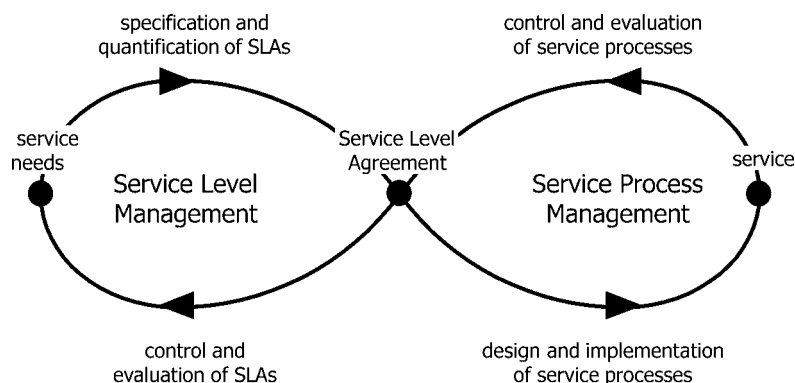 specification and
quantification of SLAs
control and evaluation
of service processes
service
needs
Service Level
Agreement
service
Service Level
Management
Service Process
Management
control and
evaluation of SLAs
design and implementation
of service processes